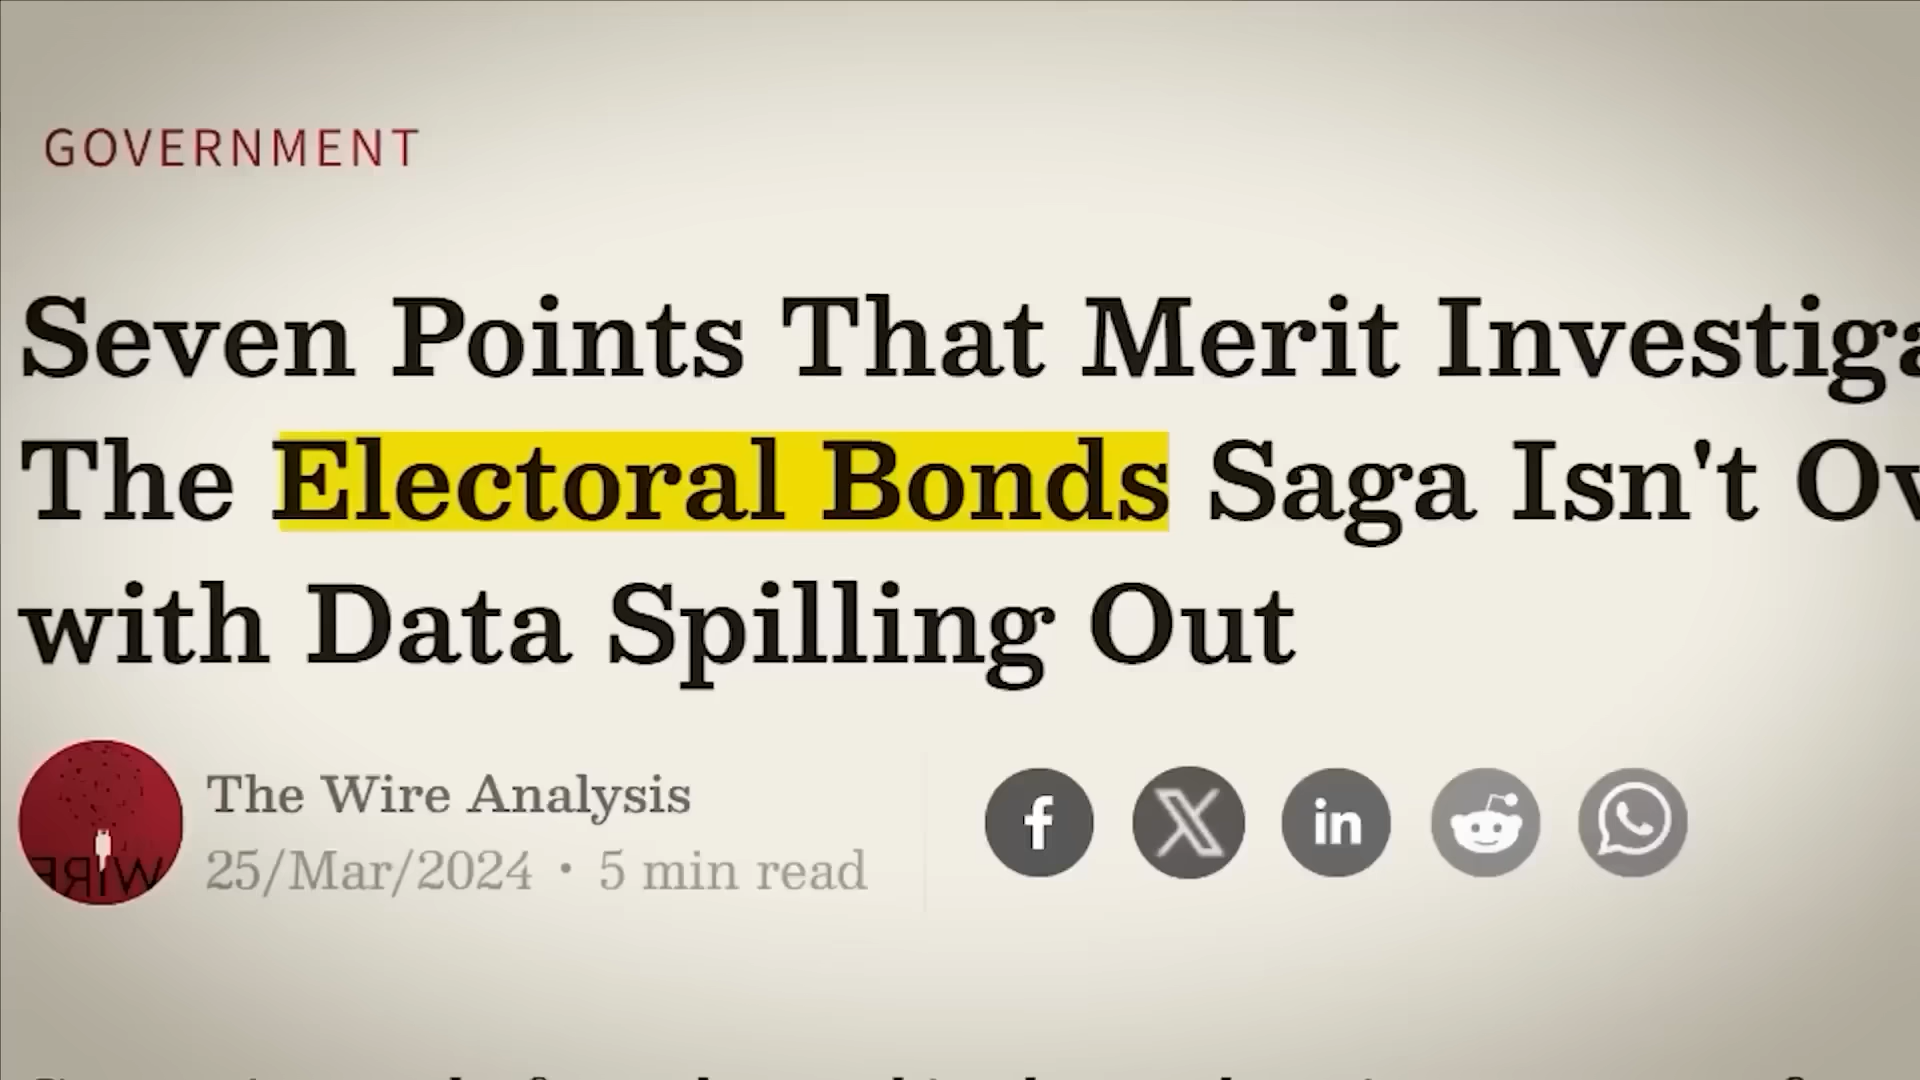 GOVERNMENT
Seven Points That Merit Investiga
The Electoral Bonds Saga Isn't Ov
with Data Spilling Out
The Wire Analysis
25/Mar/2024 • 5 min read
WIRE